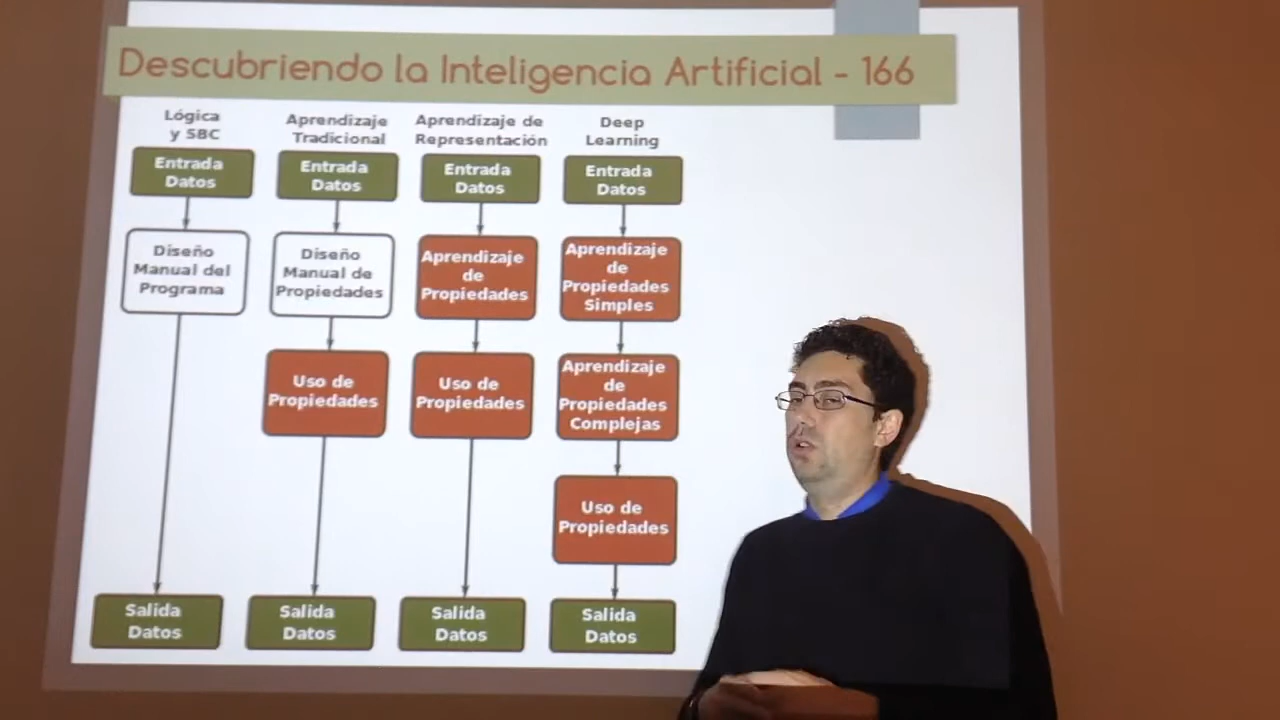 Descubriendo la Inteligencia Artificial - 166
Lógica
y SBC
Entrada
Datos
Diseño
Manual del
Programa
Salida
Datos
Aprendizaje
Tradicional
Entrada
Datos
Diseño
Manual de
Propiedades
Uso de
Propiedades
Salida
Datos
Aprendizaje de
Representación
Entrada
Datos
Aprendizaje
de
Propiedades
Uso de
Propiedades
Salida
Datos
Deep
Learning
Entrada
Datos
Aprendizaje
de
Propiedades
Simples
Aprendizaje
de
Propiedades
Complejas
Uso de
Propiedades
Salida
Datos